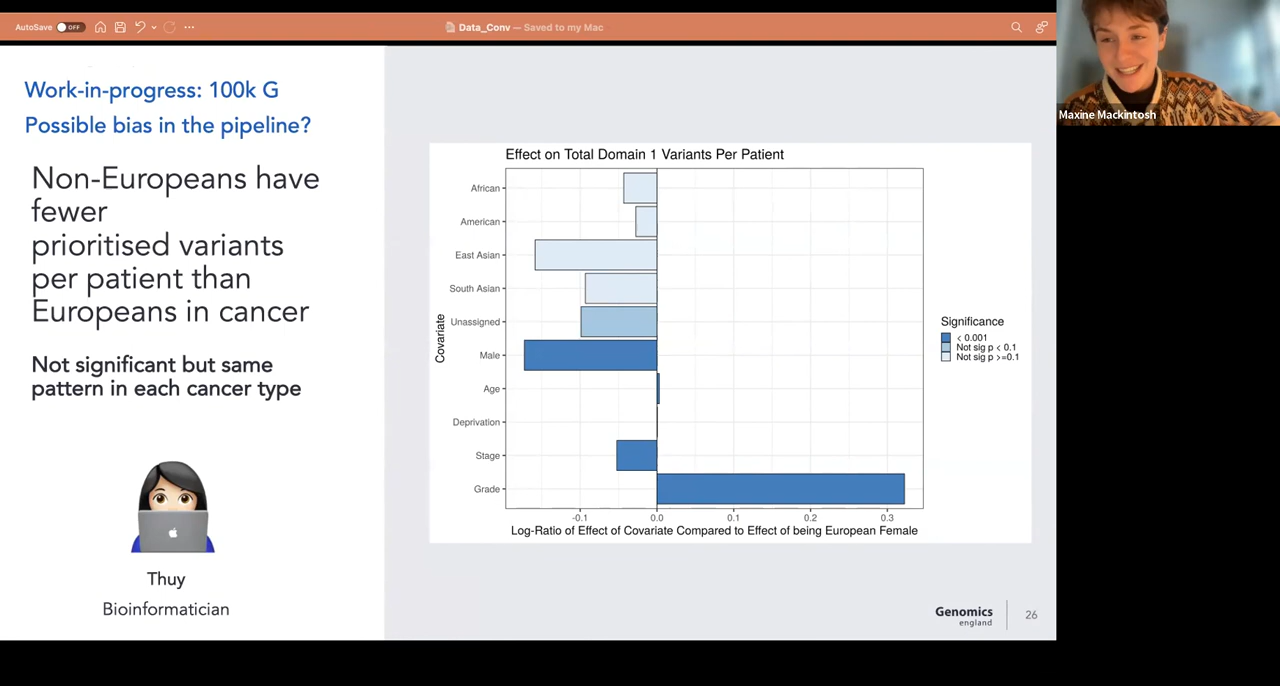 AutoSave OFF
Data_Conv — Saved to my Mac
Work-in-progress: 100k G
Possible bias in the pipeline?
Non-Europeans have
fewer
prioritised variants
per patient than
Europeans in cancer
Not significant but same
pattern in each cancer type
Thuy
Bioinformatician
Effect on Total Domain 1 Variants Per Patient
Covariate
African
American
East Asian
South Asian
Unassigned
Male
Age
Deprivation
Stage
Grade
-0.1 0.0 0.1 0.2 0.3
Log-Ratio of Effect of Covariate Compared to Effect of being European Female
Significance
< 0.001
Not sig p < 0.1
Not sig p >=0.1
Genomics
england
26
Maxine Mackintosh